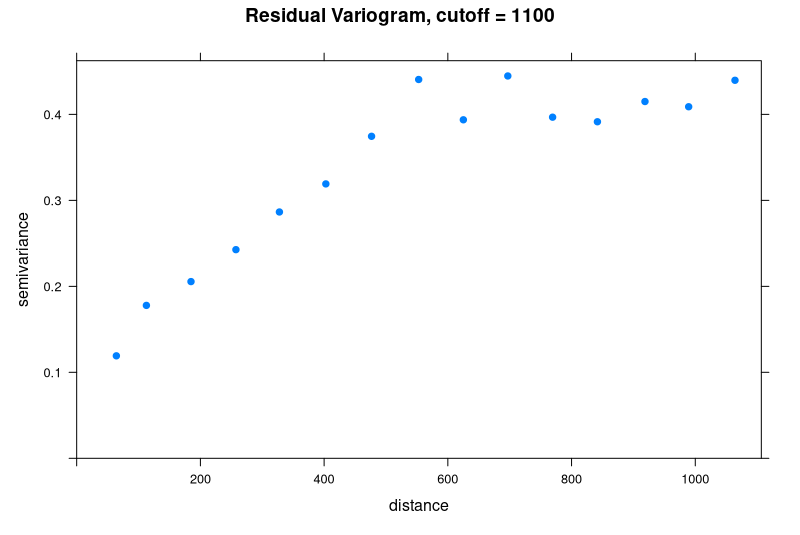 Residual Variogram, cutoff = 1100
semivariance
0.4
0.3
0.2
0.1
200 400 600 800 1000
distance